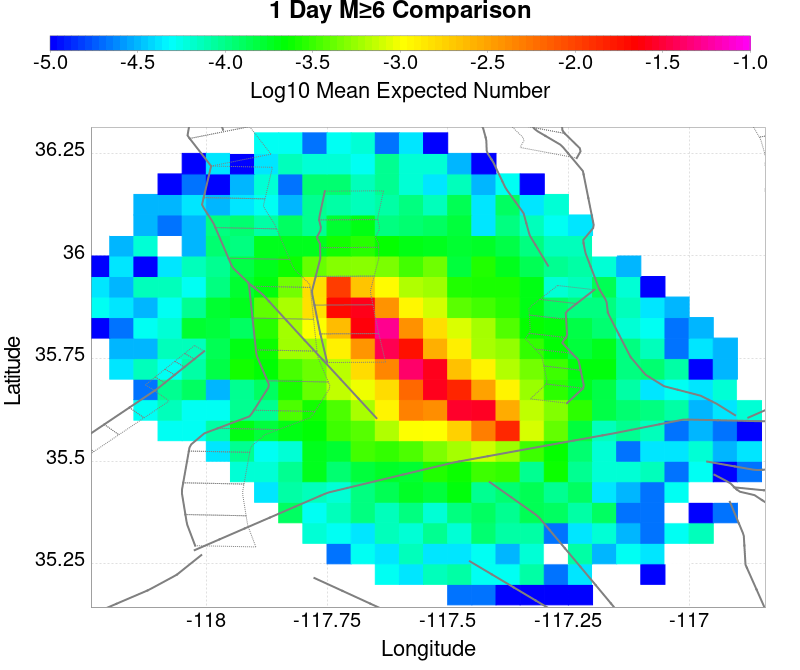 1 Day M≥6 Comparison
-5.0 -4.5 -4.0 -3.5 -3.0 -2.5 -2.0 -1.5 -1.0
Log10 Mean Expected Number
36.25
36
35.75
35.5
35.25
Latitude
-118 -117.75 -117.5 -117.25 -117
Longitude